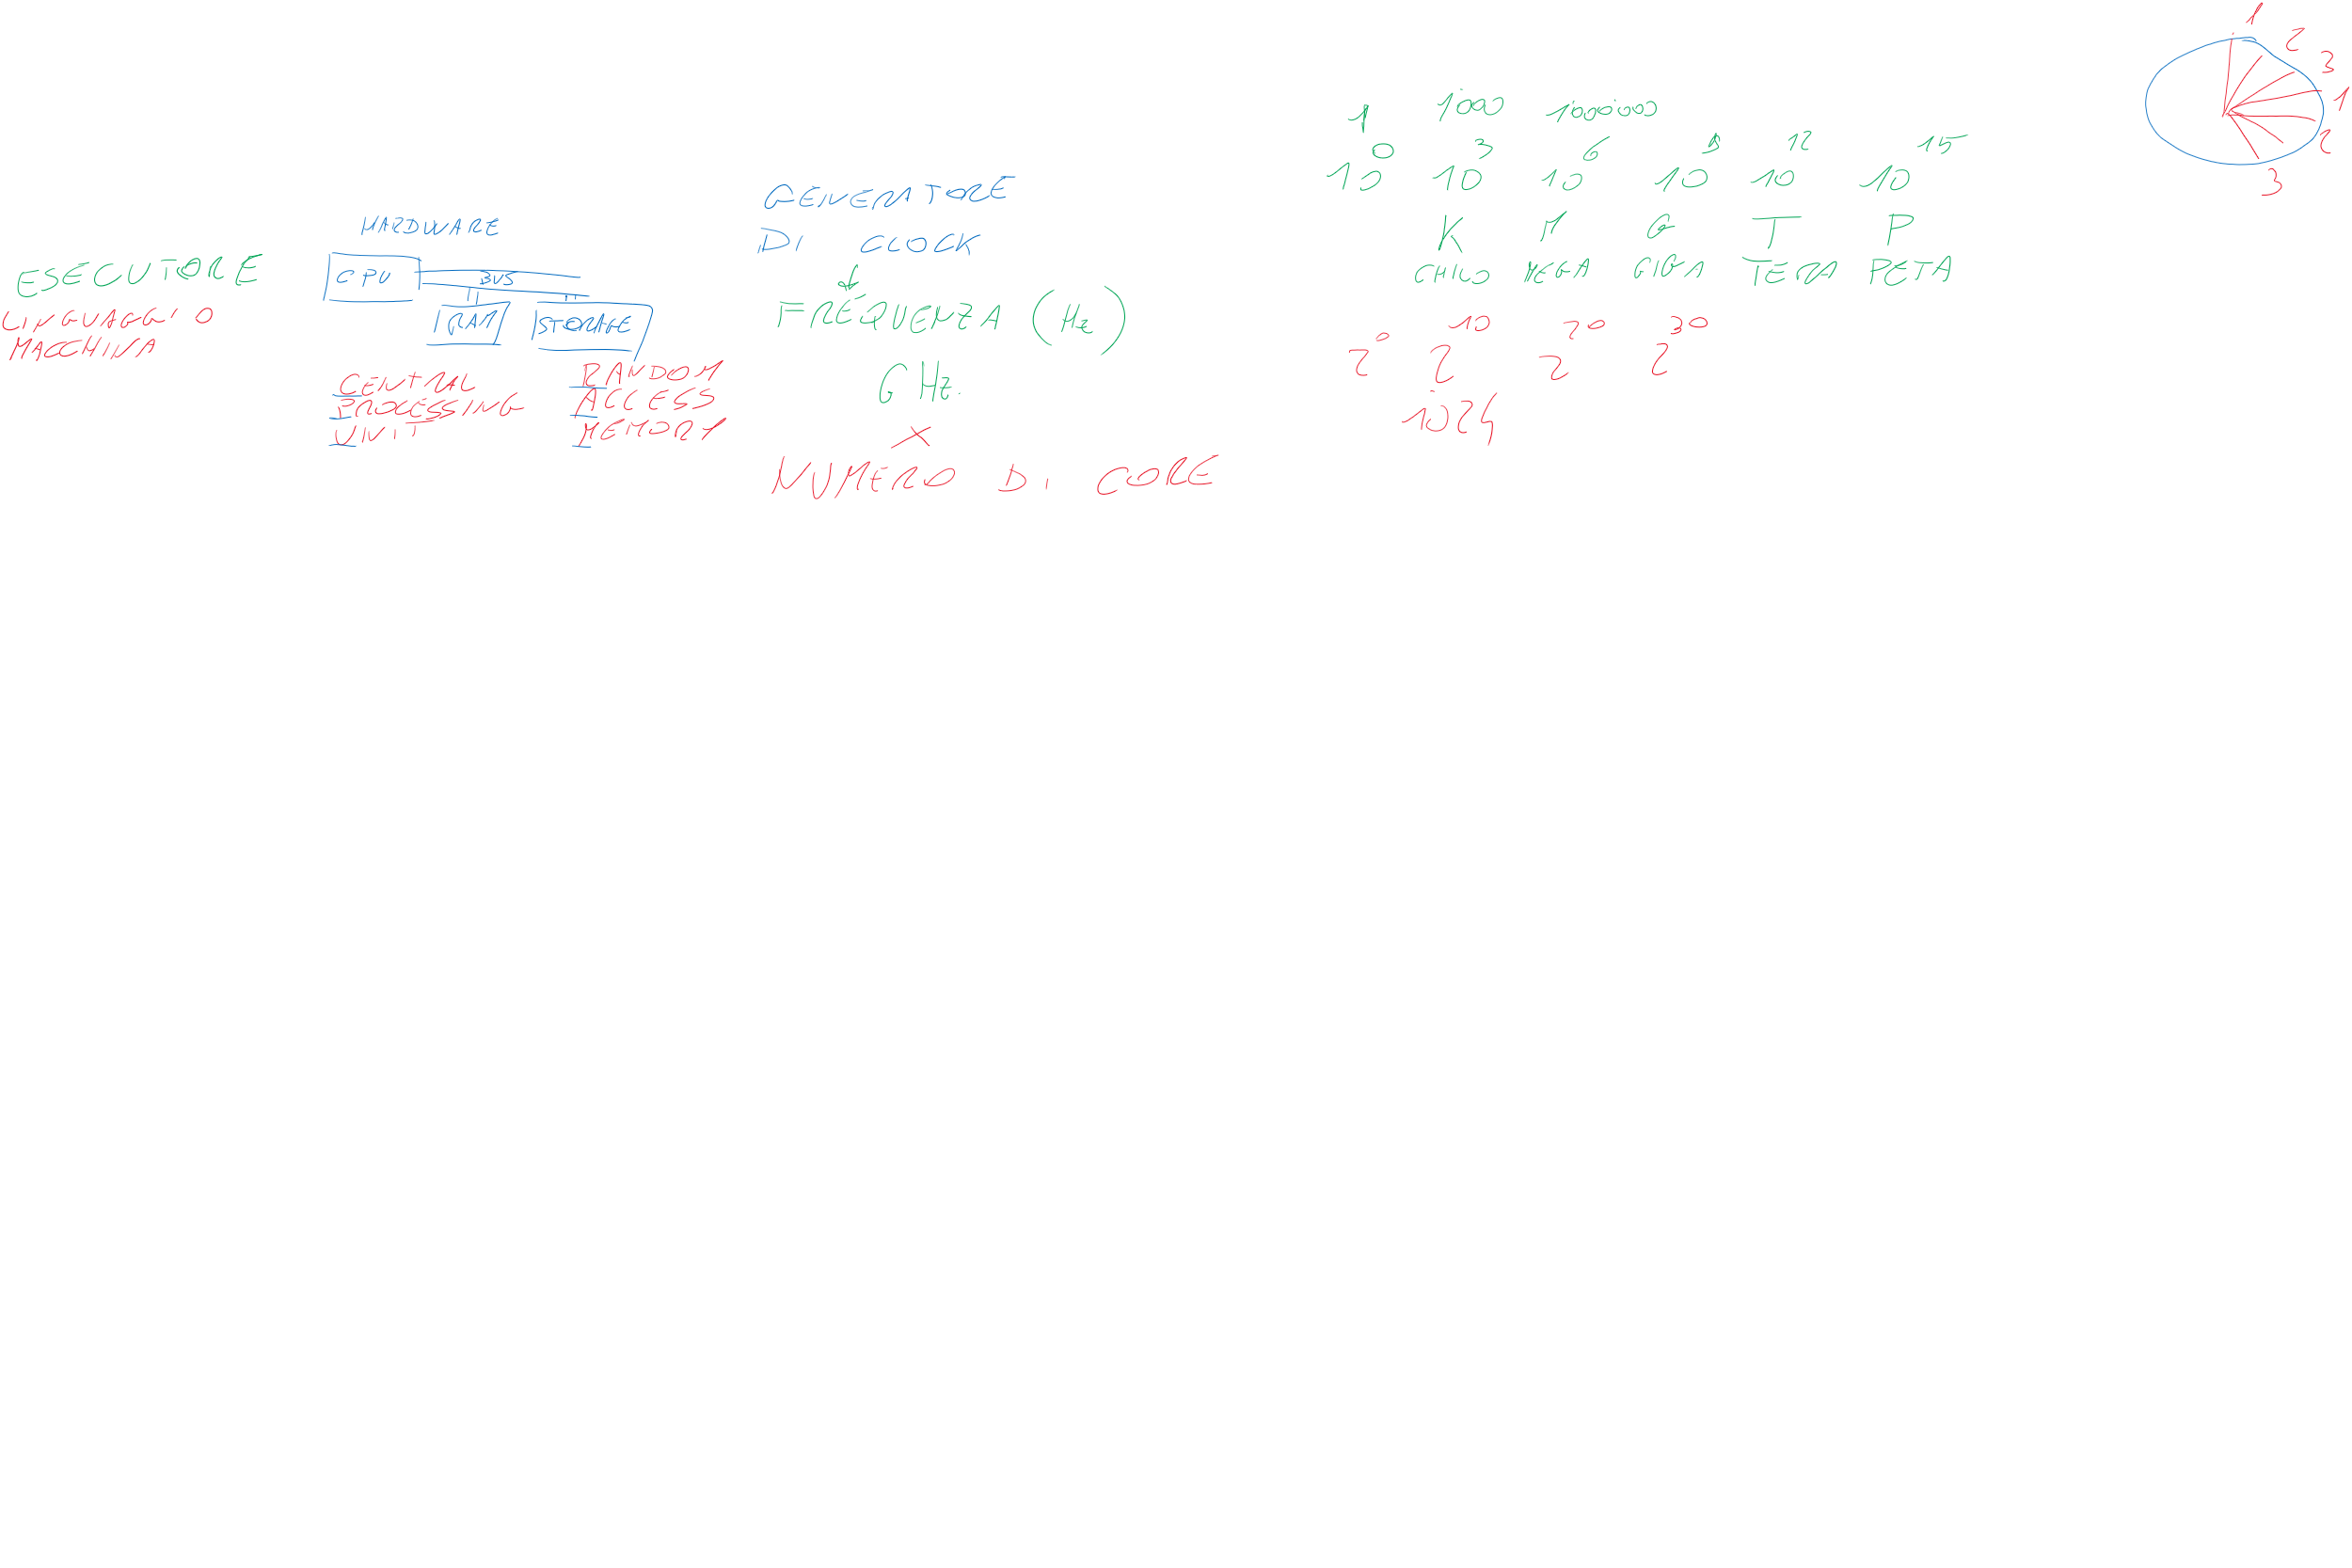 ESECUTORE
LINGUAGGIO
MACCHINA
HARDWARE
CPU
BUS
RAM
STORAGE
CENTRAL
PROCESSING
UNIT
RANDOM
ACCESS
MEMORY
GENERATORE
DI CLOCK
FREQUENZA (Hz)
GHz.
X
NUMERO DI CORE
1 1000 1000000
10^0 10^3 10^6 10^9 10^12 10^15
K M G T P
CHILO MEGA GIGA TERA PETA
2^0 2^10 2^20 2^30
1024
1
2
3
1
2
3